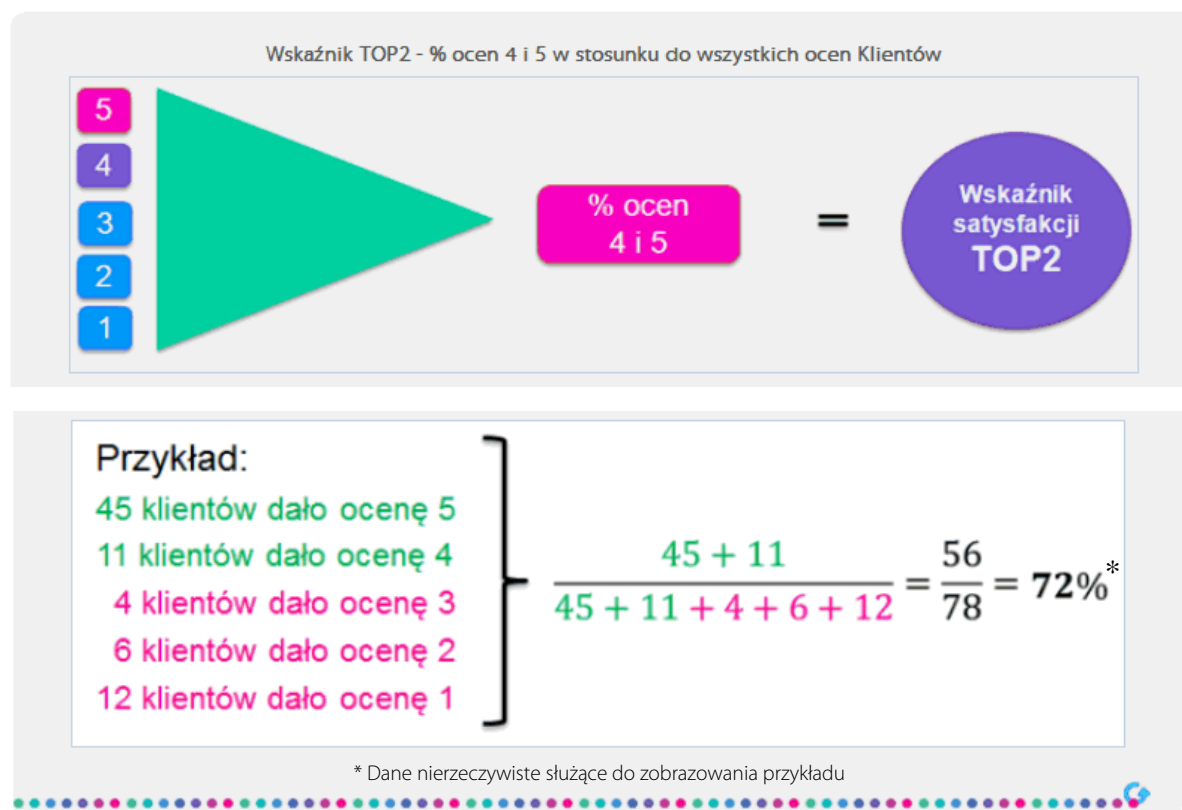 Wskaźnik TOP2 - % ocen 4 i 5 w stosunku do wszystkich ocen Klientów
5
4
3
2
1
% ocen
4 i 5
=
Wskaźnik
satysfakcji
TOP2
Przykład:
45 klientów dało ocenę 5
11 klientów dało ocenę 4
4 klientów dało ocenę 3
6 klientów dało ocenę 2
12 klientów dało ocenę 1
45 + 11
45 + 11 + 4 + 6 + 12
=
56
78
= 72%*
* Dane nierzeczywiste służące do zobrazowania przykładu